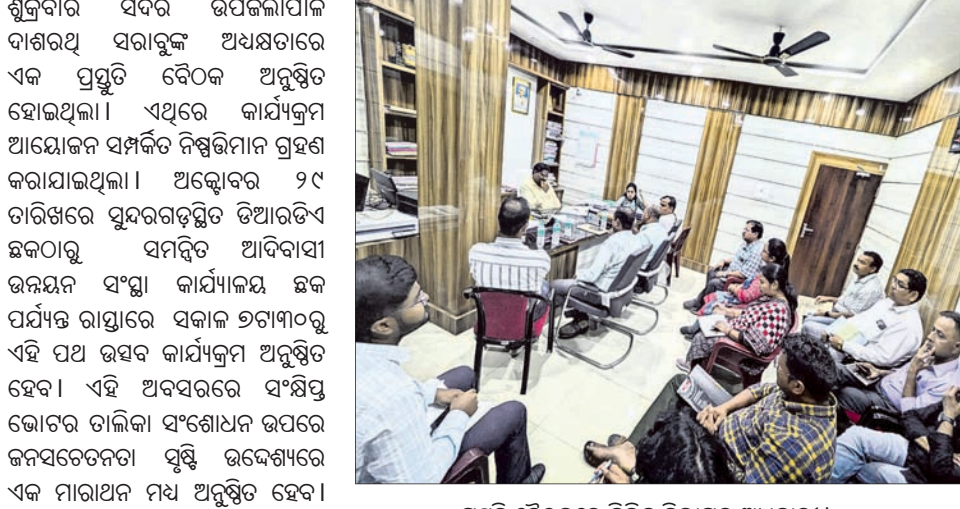 ଶୁକ୍ରବାର ସଦର ଉପଜିଲାପାଳ
ଦାଶରଥି ସରାବୁଙ୍କ ଅଧ୍ୟକ୍ଷତାରେ
ଏକ ପ୍ରସ୍ତୁତି ବୈଠକ ଅନୁଷ୍ଠିତ
ହୋଇଥିଲା। ଏଥିରେ କାର୍ଯ୍ୟକ୍ରମ
ଆୟୋଜନ ସମ୍ପର୍କିତ ନିଷ୍ପତ୍ତିମାନ ଗ୍ରହଣ
କରାଯାଇଥିଲା। ଅକ୍ଟୋବର ୨୯
ତାରିଖରେ ସୁନ୍ଦରଗଡ଼ସ୍ଥିତ ଡିଆରଡିଏ
ଛକଠାରୁ ସମନ୍ୱିତ ଆଦିବାସୀ
ଉନ୍ନୟନ ସଂସ୍ଥା କାର୍ଯ୍ୟାଳୟ ଛକ
ପର୍ଯ୍ୟନ୍ତ ରାସ୍ତାରେ ସକାଳ ୭ଟା୩୦ରୁ
ଏହି ପଥ ଉତ୍ସବ କାର୍ଯ୍ୟକ୍ରମ ଅନୁଷ୍ଠିତ
ହେବ। ଏହି ଅବସରରେ ସଂକ୍ଷିପ୍ତ
ଭୋଟର ତାଲିକା ସଂଶୋଧନ ଉପରେ
ଜନସଚେତନତା ସୃଷ୍ଟି ଉଦ୍ଦେଶ୍ୟରେ
ଏକ ମାରାଥନ ମଧ୍ୟ ଅନୁଷ୍ଠିତ ହେବ।